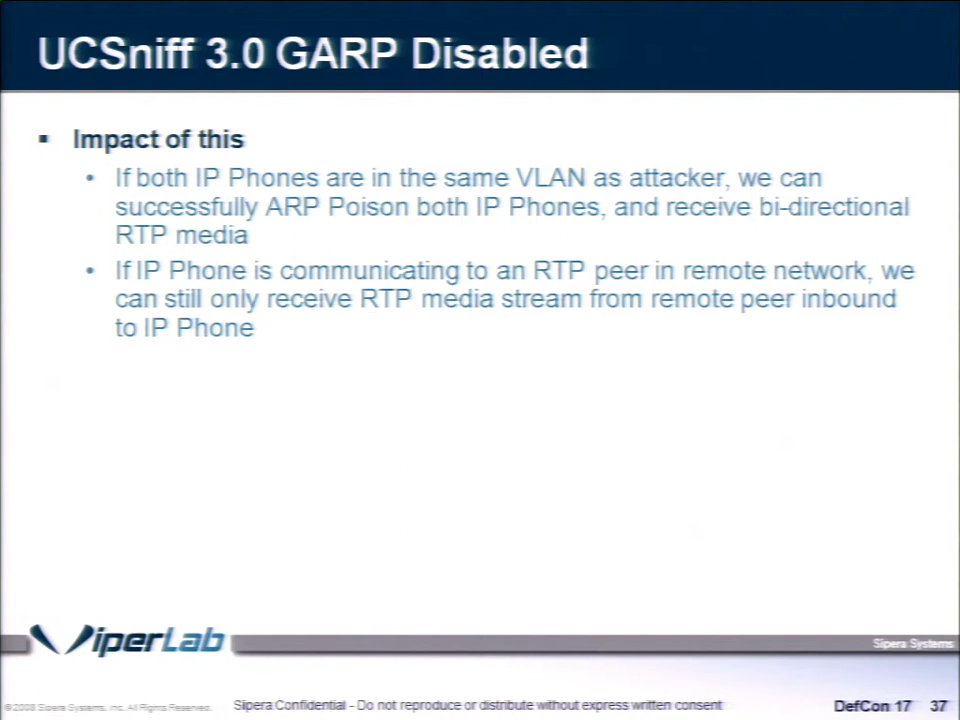 UCSniff 3.0 GARP Disabled
▪ Impact of this
• If both IP Phones are in the same VLAN as attacker, we can
successfully ARP Poison both IP Phones, and receive bi-directional
RTP media
• If IP Phone is communicating to an RTP peer in remote network, we
can still only receive RTP media stream from remote peer inbound
to IP Phone
ViperLab
Sipera Systems
© 2008 Sipera Systems, Inc. All Rights Reserved.
Sipera Confidential - Do not reproduce or distribute without express written consent
DefCon 17 37